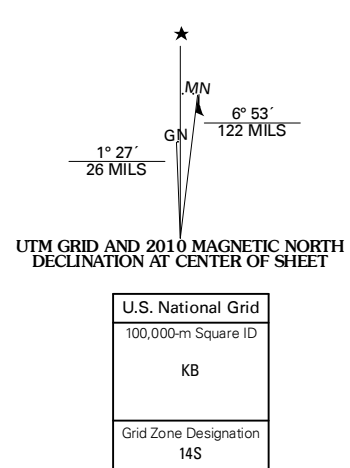 ★
MN
6° 53´
122 MILS
GN
1° 27´
26 MILS
UTM GRID AND 2010 MAGNETIC NORTH
DECLINATION AT CENTER OF SHEET
U.S. National Grid
100,000-m Square ID
KB
Grid Zone Designation
14S